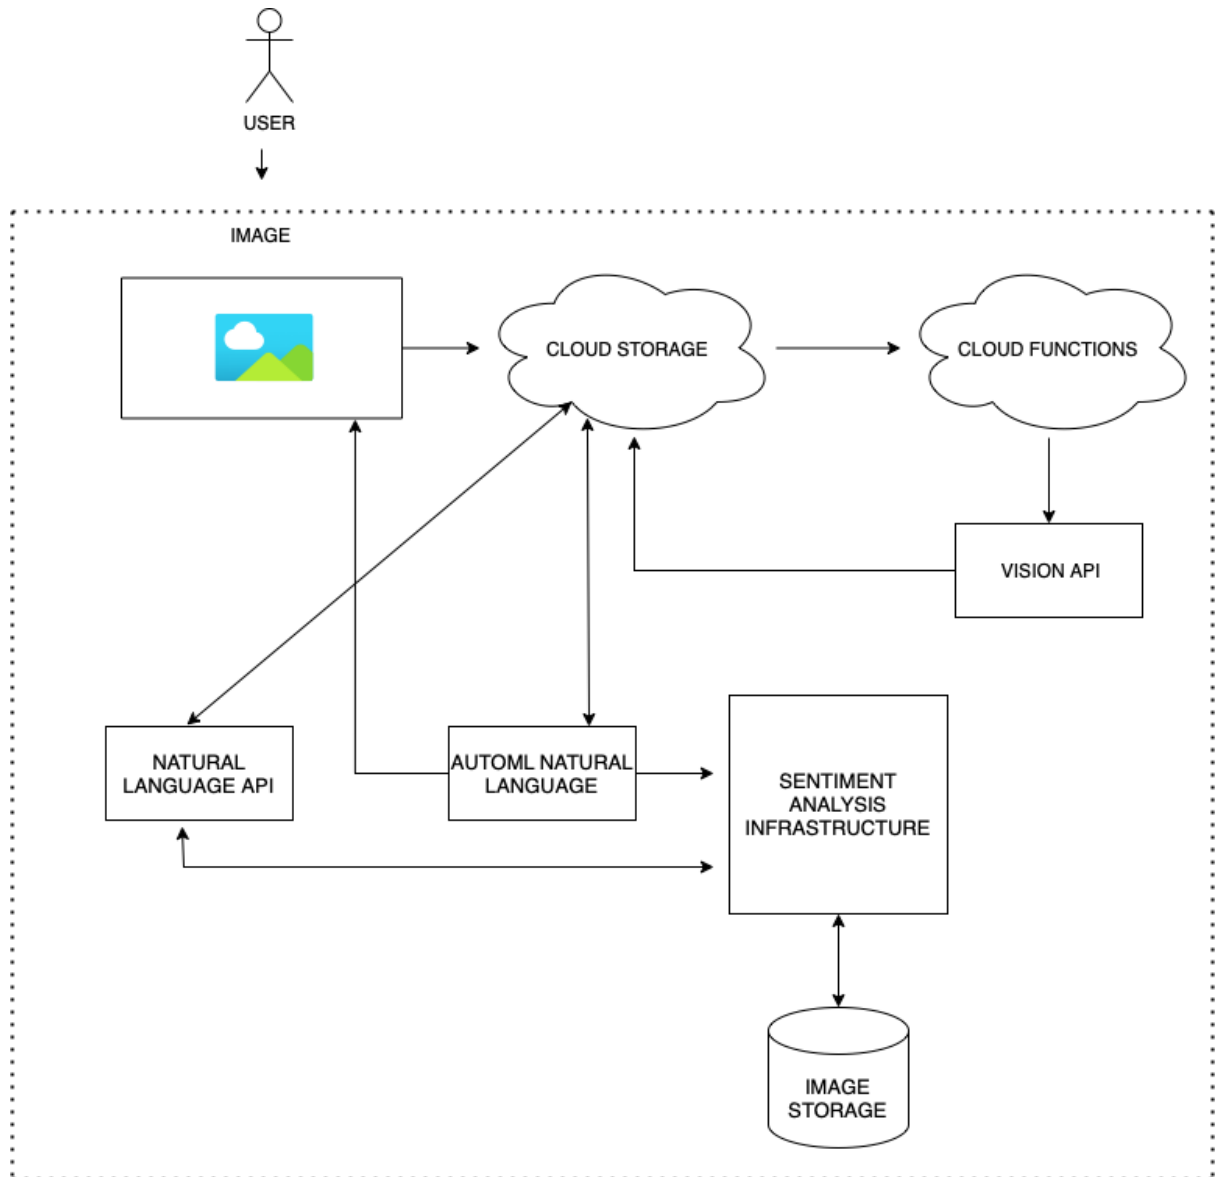 USER
IMAGE
CLOUD STORAGE
CLOUD FUNCTIONS
VISION API
NATURAL
LANGUAGE API
AUTOML NATURAL
LANGUAGE
SENTIMENT
ANALYSIS
INFRASTRUCTURE
IMAGE
STORAGE